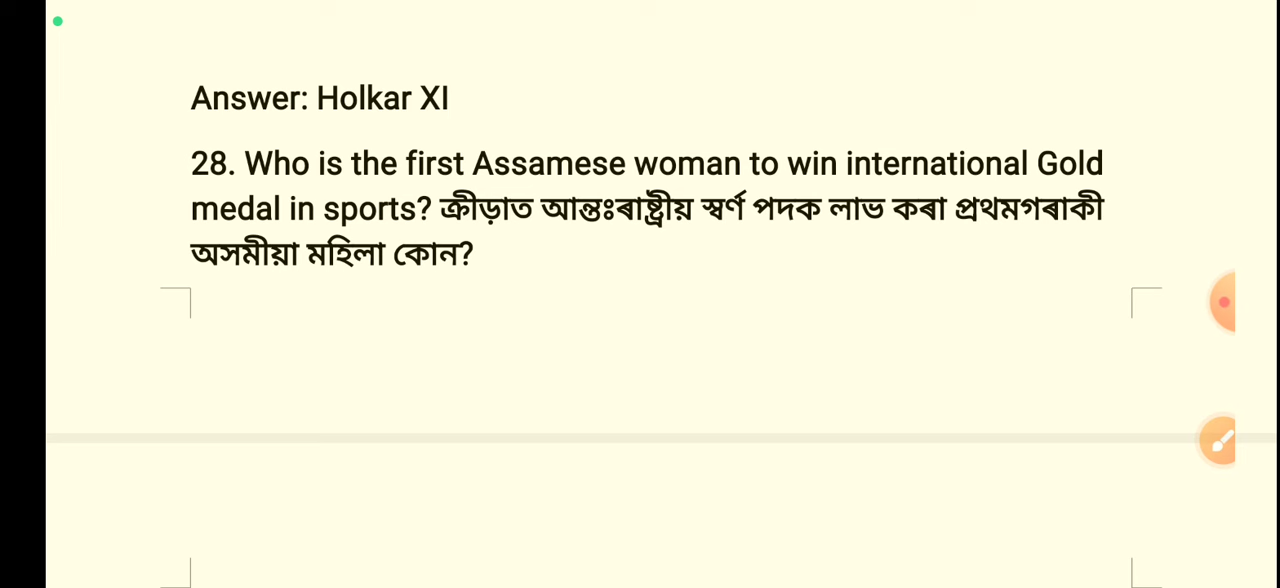 Answer: Holkar XI
28. Who is the first Assamese woman to win international Gold
medal in sports? ক্ৰীড়াত আন্তঃৰাষ্ট্ৰীয় স্বৰ্ণ পদক লাভ কৰা প্ৰথমগৰাকী
অসমীয়া মহিলা কোন?